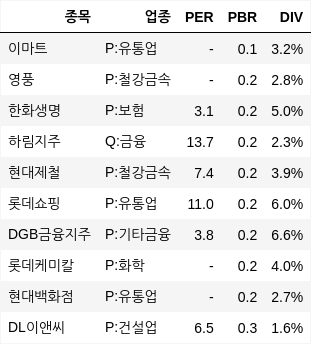 종목 업종 PER PBR DIV
이마트 P:유통업 - 0.1 3.2%
영풍 P:철강금속 - 0.2 2.8%
한화생명 P:보험 3.1 0.2 5.0%
하림지주 Q:금융 13.7 0.2 2.3%
현대제철 P:철강금속 7.4 0.2 3.9%
롯데쇼핑 P:유통업 11.0 0.2 6.0%
DGB금융지주 P:기타금융 3.8 0.2 6.6%
롯데케미칼 P:화학 - 0.2 4.0%
현대백화점 P:유통업 - 0.2 2.7%
DL이앤씨 P:건설업 6.5 0.3 1.6%